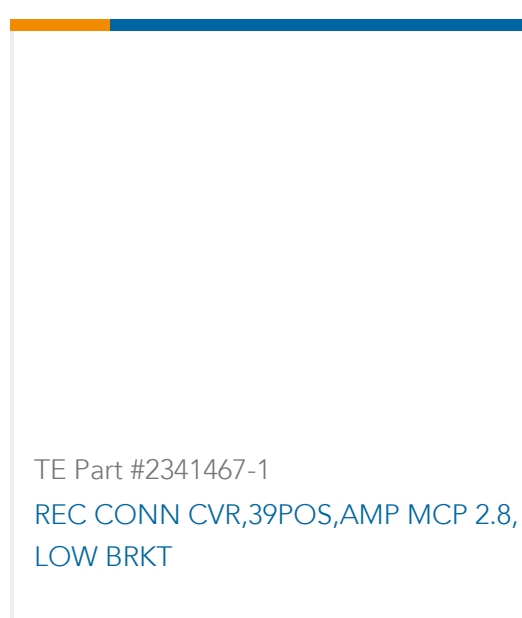 TE Part #2341467-1
REC CONN CVR,39POS,AMP MCP 2.8,
LOW BRKT